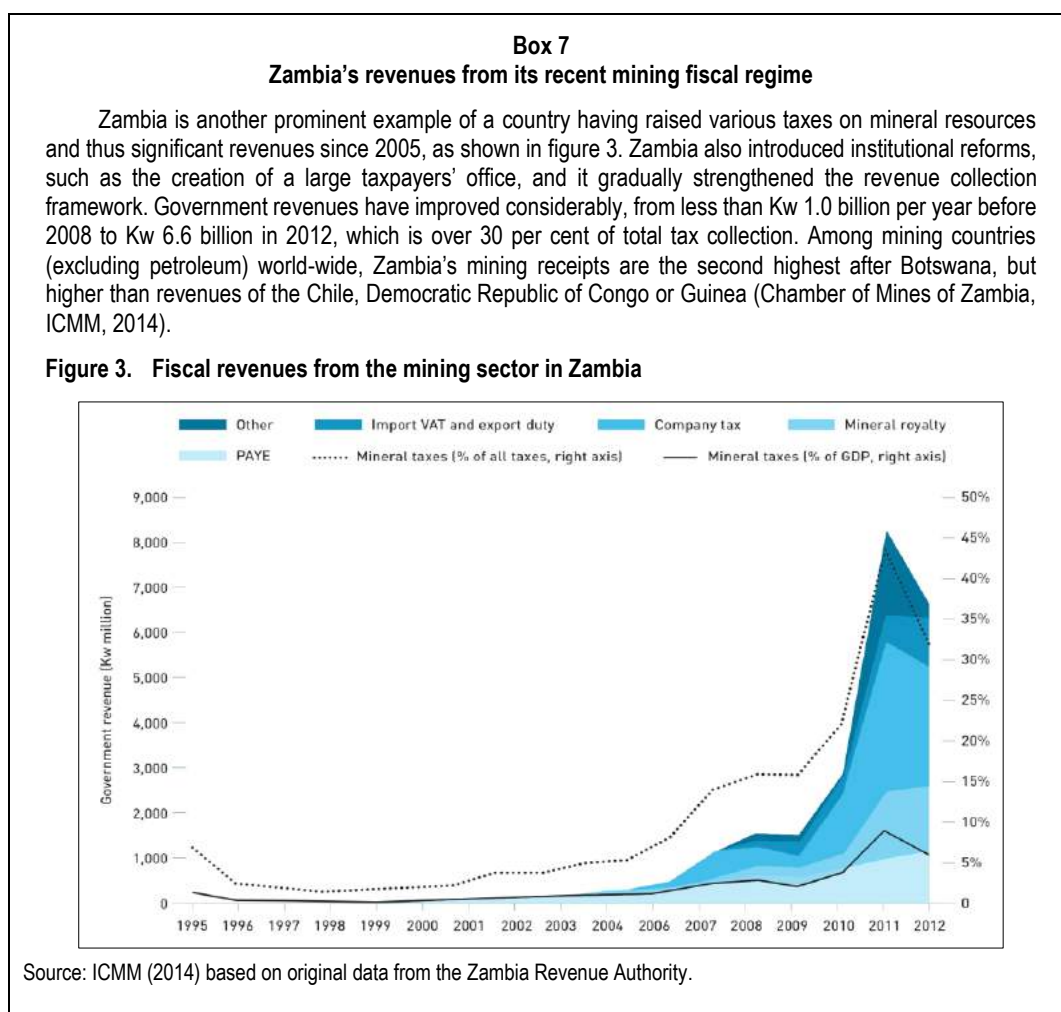 Box 7
Zambia's revenues from its recent mining fiscal regime
Zambia is another prominent example of a country having raised various taxes on mineral resources
and thus significant revenues since 2005, as shown in figure 3. Zambia also introduced institutional reforms,
such as the creation of a large taxpayers' office, and it gradually strengthened the revenue collection
framework. Government revenues have improved considerably, from less than Kw 1.0 billion per year before
2008 to Kw 6.6 billion in 2012, which is over 30 per cent of total tax collection. Among mining countries
(excluding petroleum) world-wide, Zambia's mining receipts are the second highest after Botswana, but
higher than revenues of the Chile, Democratic Republic of Congo or Guinea (Chamber of Mines of Zambia,
ICMM, 2014).
Figure 3. Fiscal revenues from the mining sector in Zambia
Other Import VAT and export duty Company tax Mineral royalty
PAYE Mineral taxes (% of all taxes, right axis) Mineral taxes (% of GDP, right axis)
Government revenue (Kw million)
9,000 50%
8,000 45%
7,000 40%
6,000 35%
5,000 30%
4,000 25%
3,000 20%
2,000 15%
1,000 10%
0 5%
0
1995 1996 1997 1998 1999 2000 2001 2002 2003 2004 2006 2007 2008 2009 2010 2011 2012
Source: ICMM (2014) based on original data from the Zambia Revenue Authority.